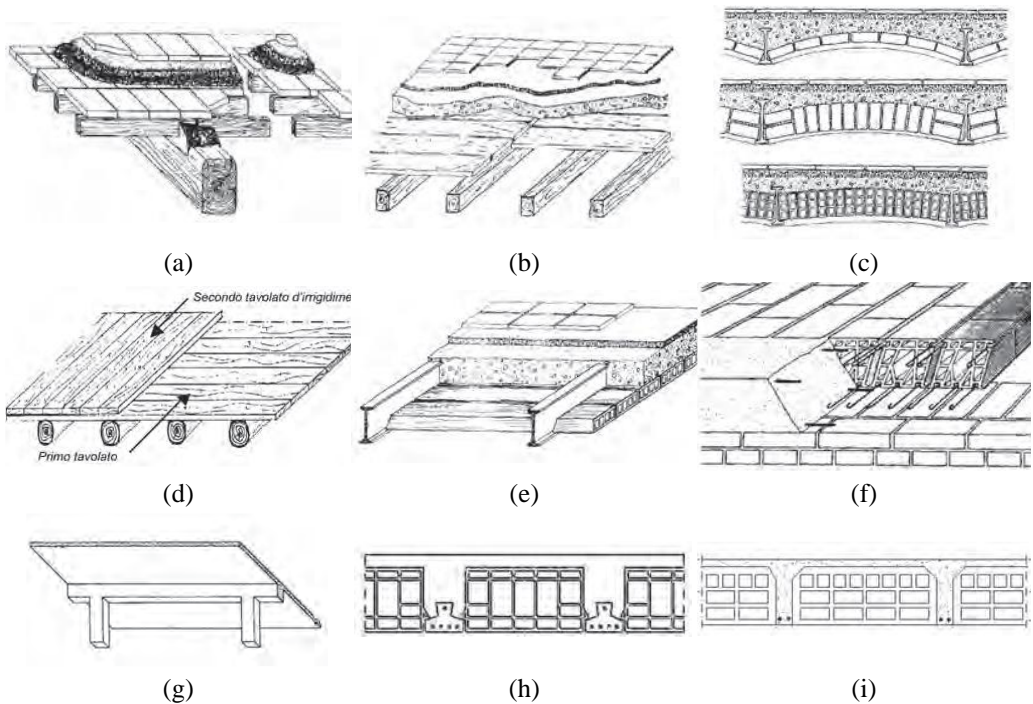 (a)
(b)
(c)
Secondo tavolato d'irrigidime
Primo tavolato
(d)
(e)
(f)
(g)
(h)
(i)